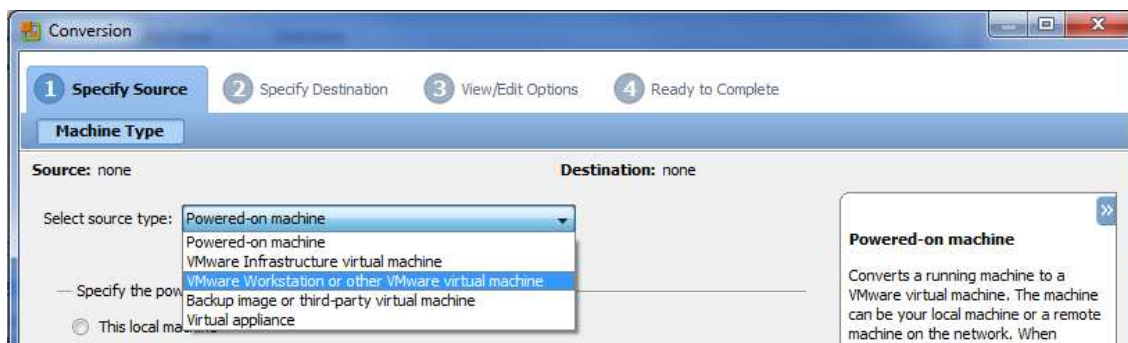 Conversion
1 Specify Source 2 Specify Destination 3 View/Edit Options 4 Ready to Complete
Machine Type
Source: none Destination: none
Select source type: Powered-on machine
Powered-on machine
VMware Infrastructure virtual machine
VMware Workstation or other VMware virtual machine
Backup image or third-party virtual machine
Virtual appliance
Specify the pow
This local
Powered-on machine
Converts a running machine to a
VMware virtual machine. The machine
can be your local machine or a remote
machine on the network. When